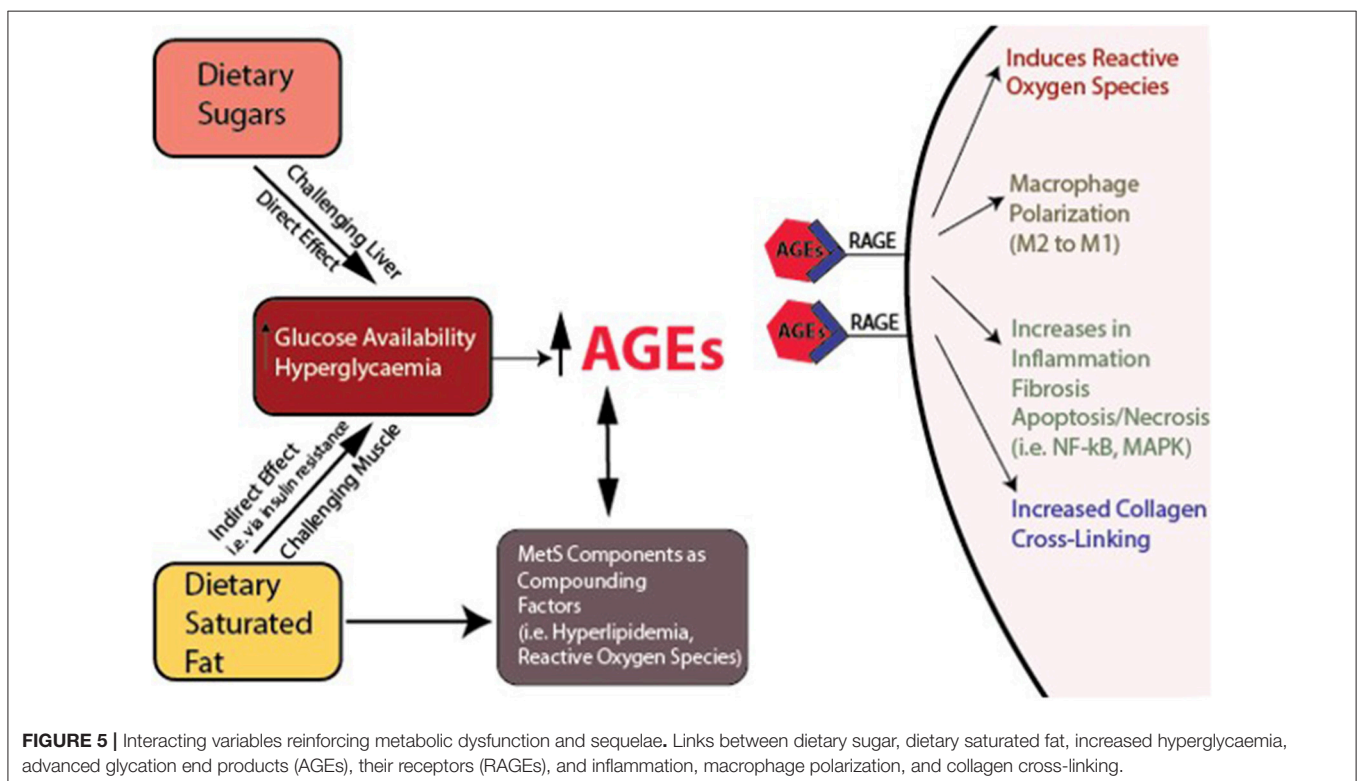 Dietary
Sugars
Challenging Liver
Direct Effect
Glucose Availability
Hyperglycaemia
AGEs
Indirect Effect
i.e. via insulin resistance
Challenging Muscle
Dietary
Saturated
Fat
MetS Components as
Compounding
Factors
(i.e. Hyperlipidemia,
Reactive Oxygen Species)
AGEs
RAGE
AGEs
RAGE
Induces Reactive
Oxygen Species
Macrophage
Polarization
(M2 to M1)
Increases in
Inflammation
Fibrosis
Apoptosis/Necrosis
(i.e. NF-kB, MAPK)
Increased Collagen
Cross-Linking
FIGURE 5 | Interacting variables reinforcing metabolic dysfunction and sequelae. Links between dietary sugar, dietary saturated fat, increased hyperglycaemia,
advanced glycation end products (AGEs), their receptors (RAGEs), and inflammation, macrophage polarization, and collagen cross-linking.